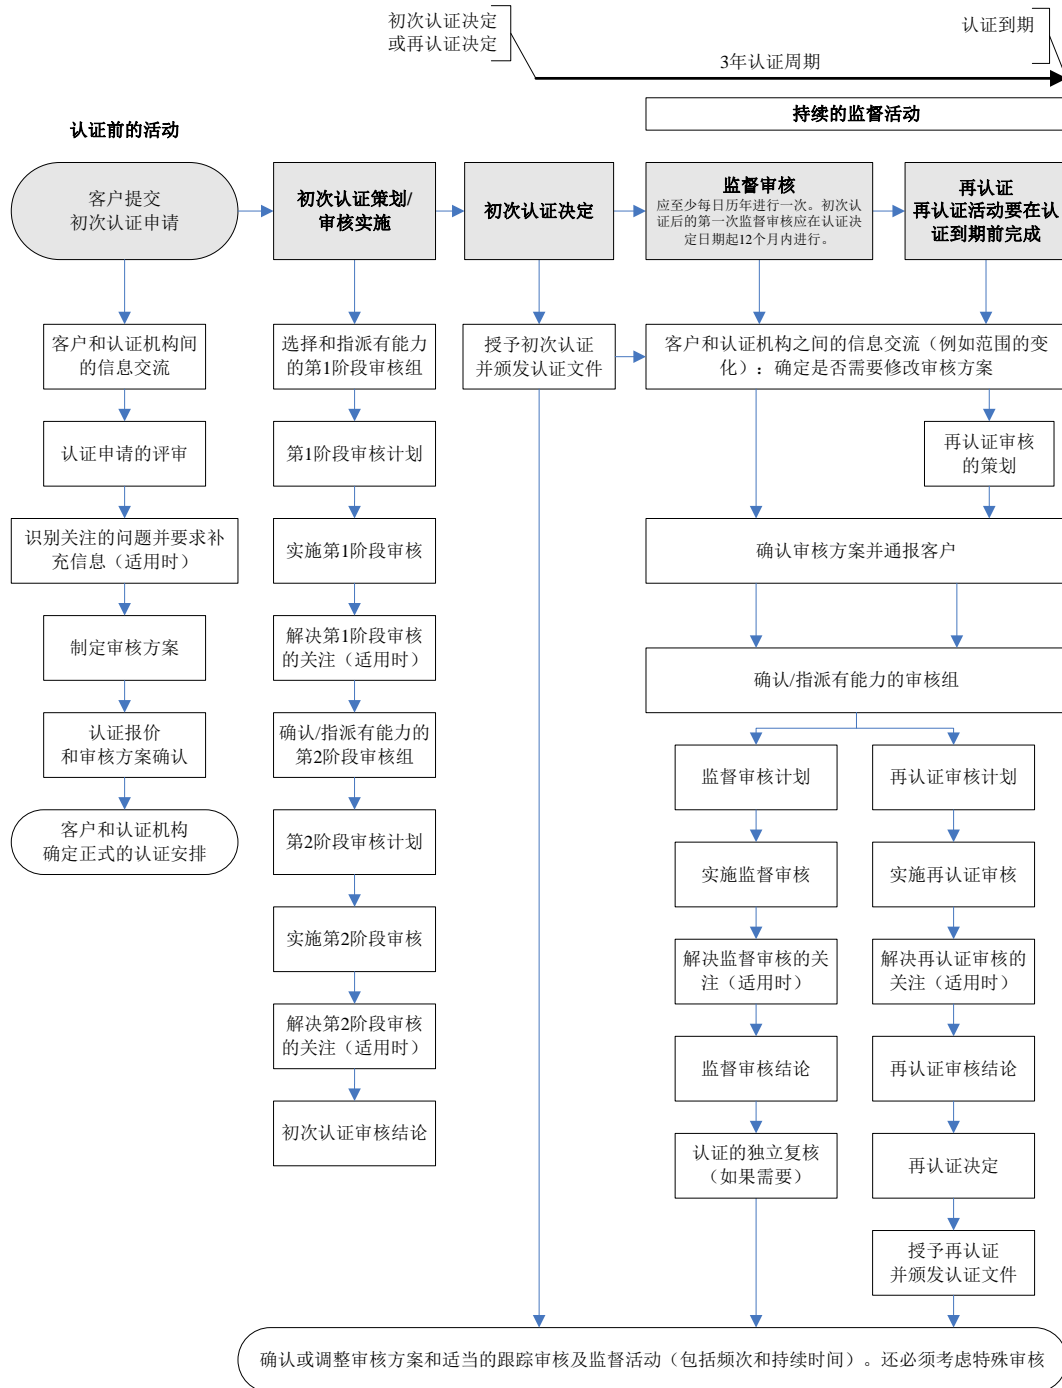 初次认证决定
或再认证决定
认证到期
3年认证周期
认证前的活动
持续的监督活动
客户提交
初次认证申请
初次认证策划/
审核实施
初次认证决定
监督审核
应至少每日历年进行一次。初次认
证后的第一次监督审核应在认证决
定日期起12个月内进行。
再认证
再认证活动要在认
证到期前完成
客户和认证机构间
的信息交流
认证申请的评审
识别关注的问题并要求补
充信息（适用时）
制定审核方案
认证报价
和审核方案确认
客户和认证机构
确定正式的认证安排
选择和指派有能力
的第1阶段审核组
第1阶段审核计划
实施第1阶段审核
解决第1阶段审核
的关注（适用时）
确认/指派有能力的
第2阶段审核组
第2阶段审核计划
实施第2阶段审核
解决第2阶段审核
的关注（适用时）
初次认证审核结论
授予初次认证
并颁发认证文件
客户和认证机构之间的信息交流（例如范围的变
化）：确定是否需要修改审核方案
再认证审核
的策划
确认审核方案并通报客户
确认/指派有能力的审核组
监督审核计划
实施监督审核
解决监督审核的关
注（适用时）
监督审核结论
认证的独立复核
（如果需要）
再认证审核计划
实施再认证审核
解决再认证审核的
关注（适用时）
再认证审核结论
再认证决定
授予再认证
并颁发认证文件
确认或调整审核方案和适当的跟踪审核及监督活动（包括频次和持续时间）。还必须考虑特殊审核